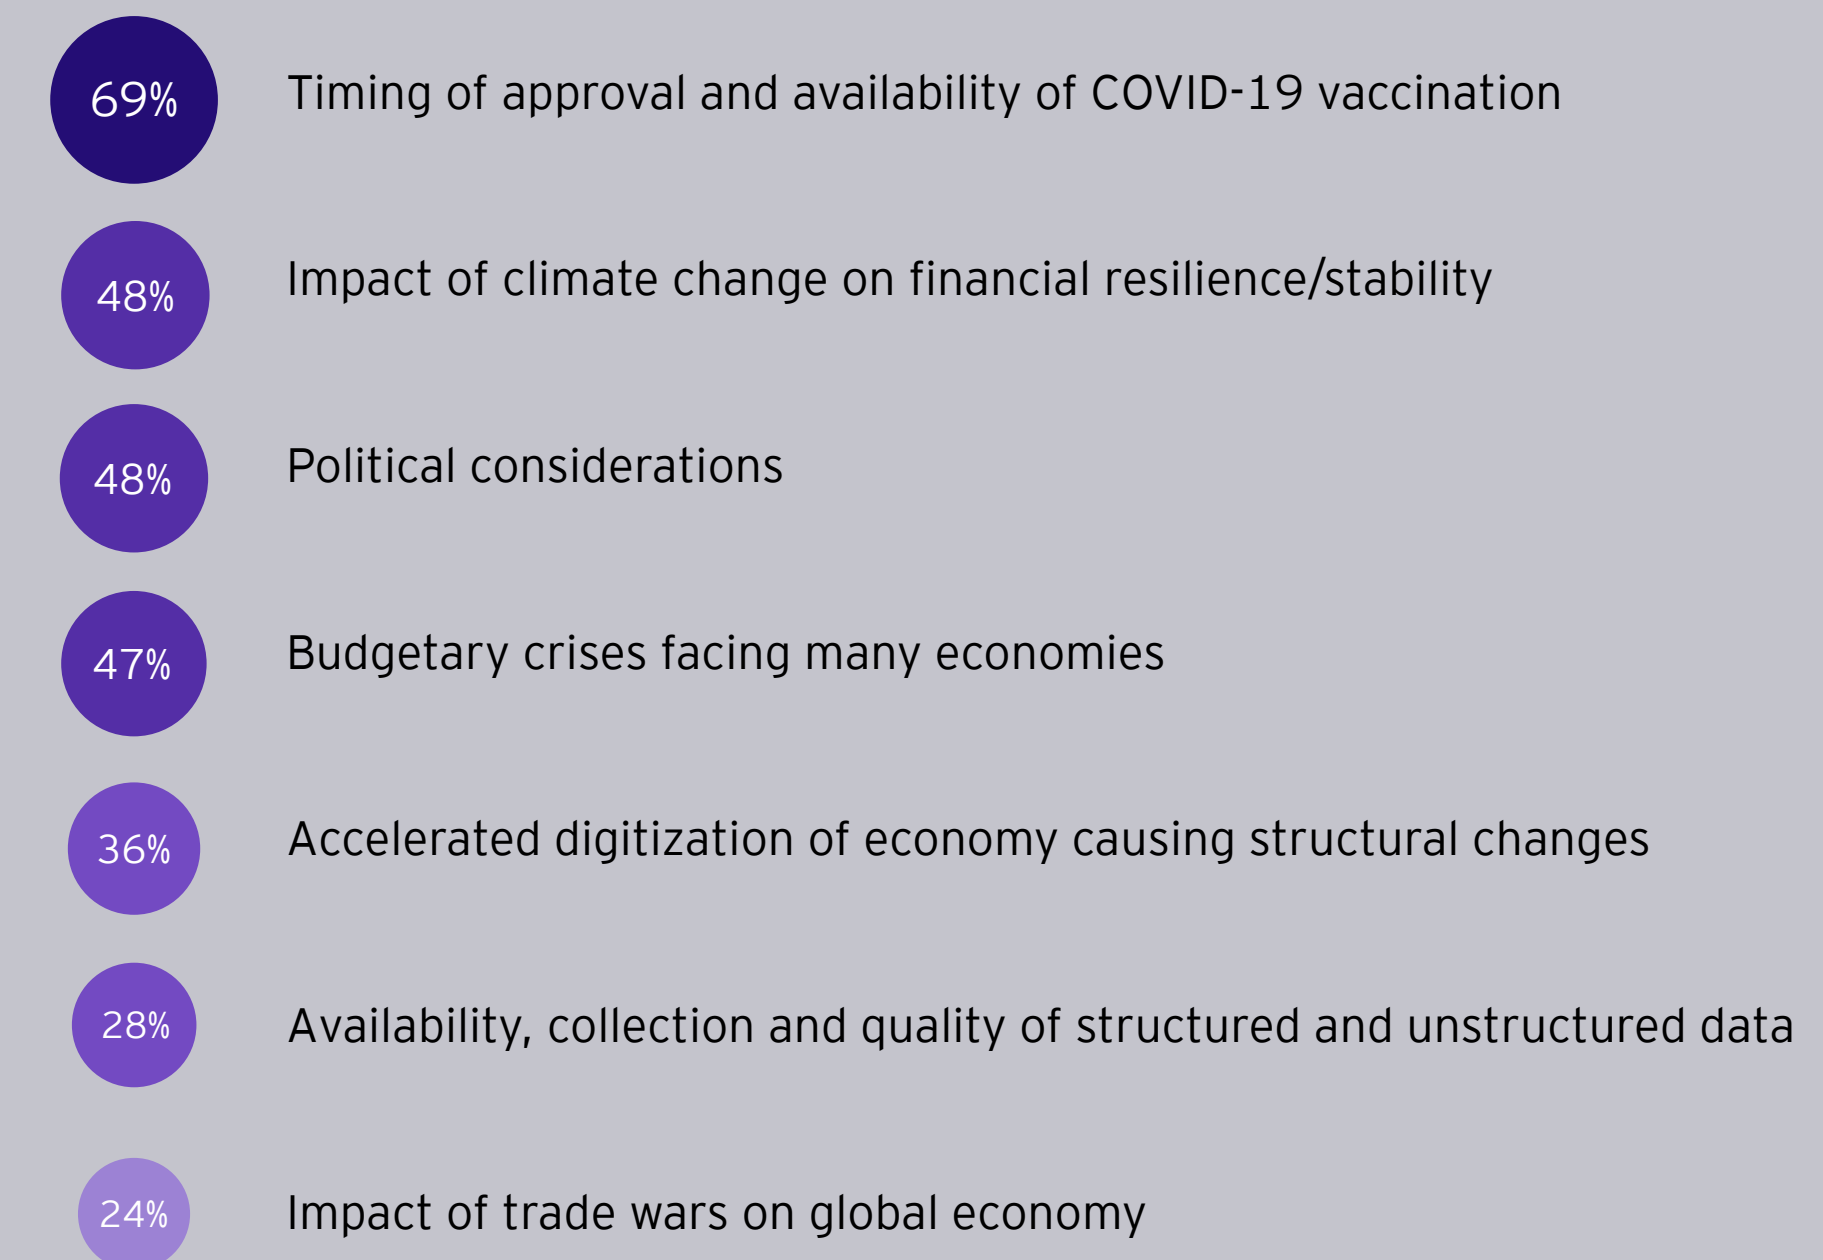 69% Timing of approval and availability of COVID-19 vaccination
48% Impact of climate change on financial resilience/stability
48% Political considerations
47% Budgetary crises facing many economies
36% Accelerated digitization of economy causing structural changes
28% Availability, collection and quality of structured and unstructured data
24% Impact of trade wars on global economy